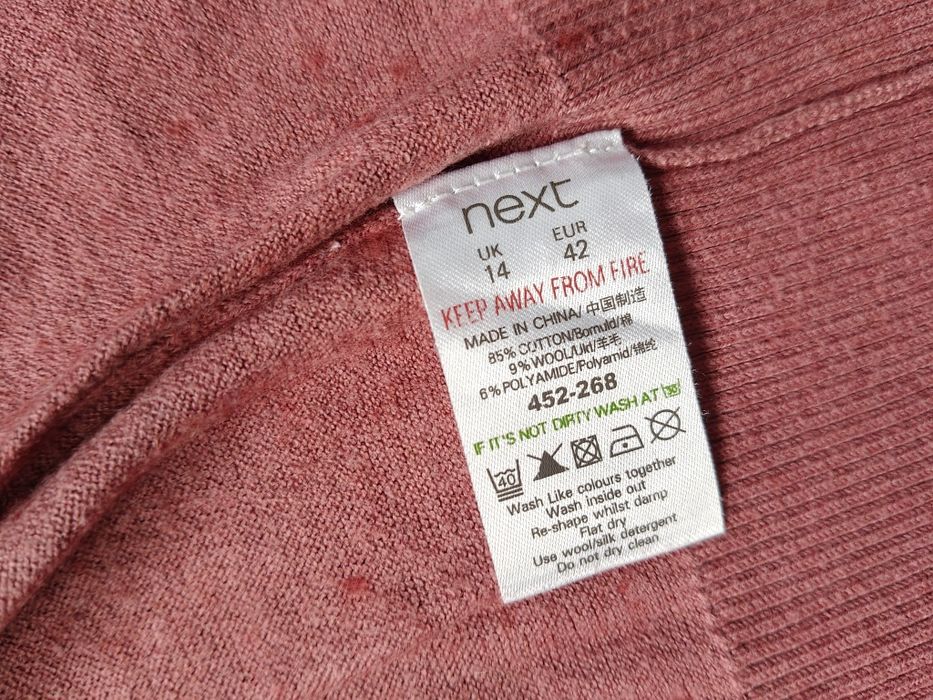 next
UK EUR
14 42
KEEP AWAY FROM FIRE
MADE IN CHINA/中国制造
85% COTTON/Bomuld/棉
9% WOOL/Uld/羊毛
6% POLYAMIDE/Polyamid/锦纶
452-268
IF IT'S NOT DIRTY WASH AT 30
40
Wash Like colours together
Wash inside out
Re-shape whilst damp
Flat dry
Use wool/silk detergent
Do not dry clean